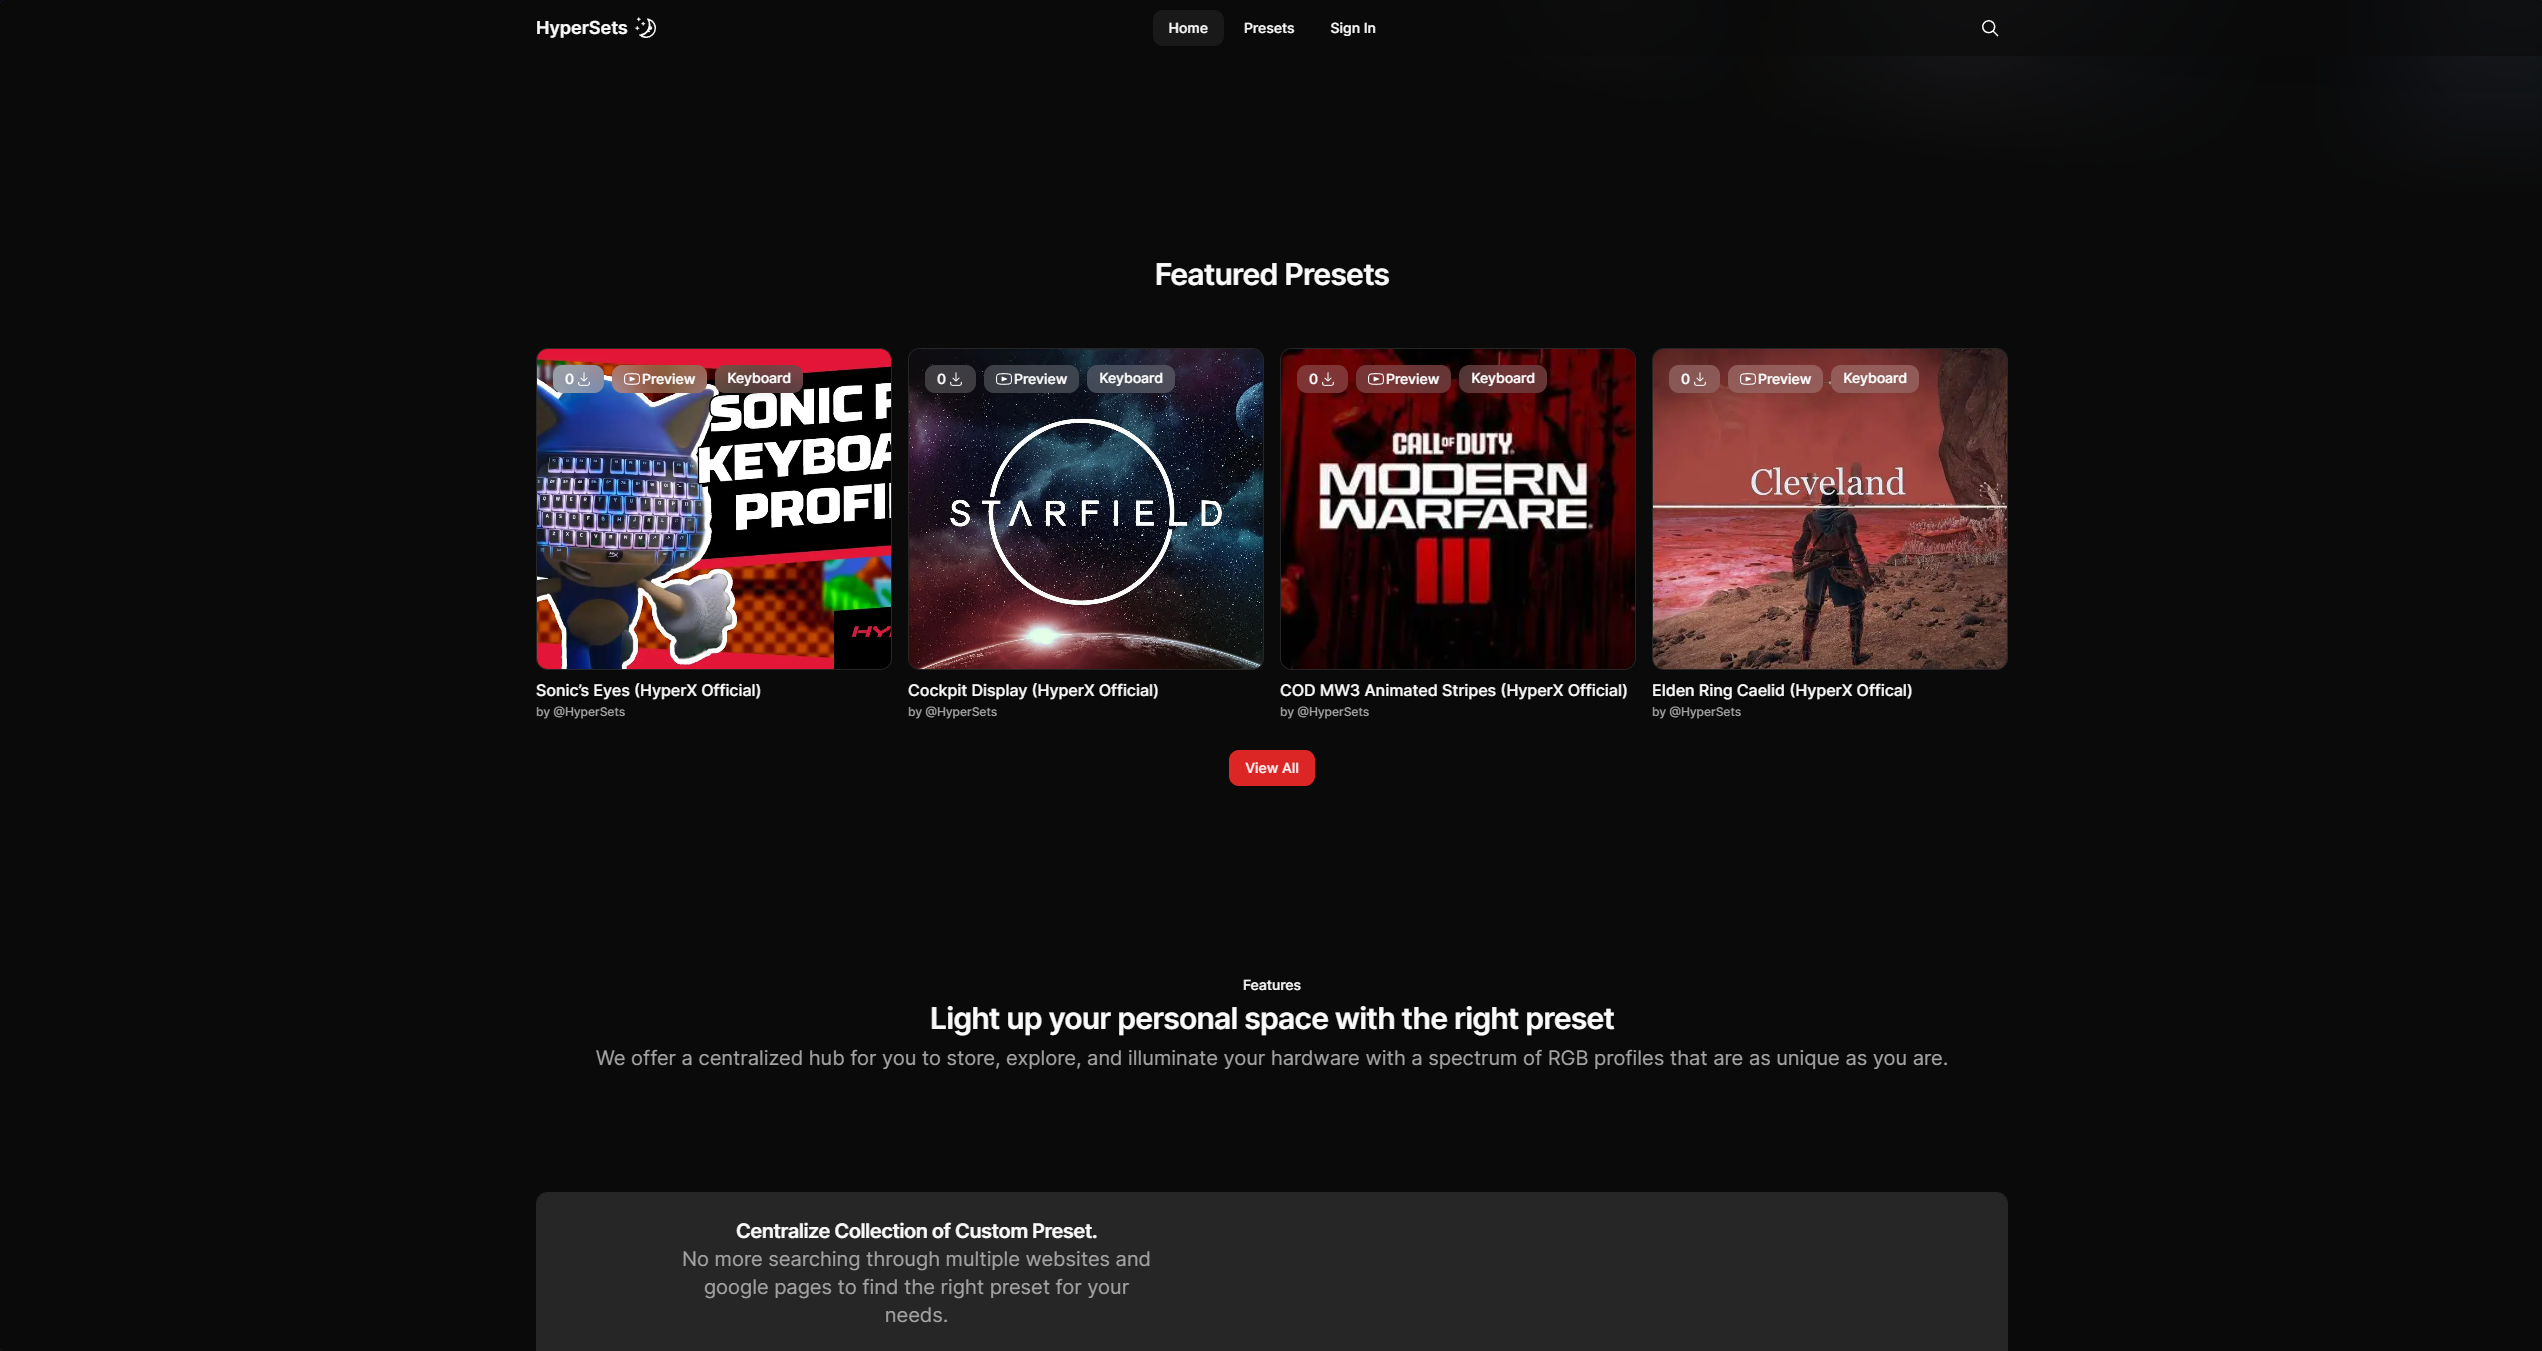 HyperSets
Home
Presets
Sign In
Featured Presets
0
Preview
Keyboard
SONIC
KEYBOA
PROFI
HY
Sonic's Eyes (HyperX Official)
by @HyperSets
0
Preview
Keyboard
STARFIELD
Cockpit Display (HyperX Official)
by @HyperSets
0
Preview
Keyboard
CALL OF DUTY
MODERN
WARFARE
III
COD MW3 Animated Stripes (HyperX Official)
by @HyperSets
0
Preview
Keyboard
Cleveland
Elden Ring Caelid (HyperX Offical)
by @HyperSets
View All
Features
Light up your personal space with the right preset
We offer a centralized hub for you to store, explore, and illuminate your hardware with a spectrum of RGB profiles that are as unique as you are.
Centralize Collection of Custom Preset.
No more searching through multiple websites and
google pages to find the right preset for your
needs.